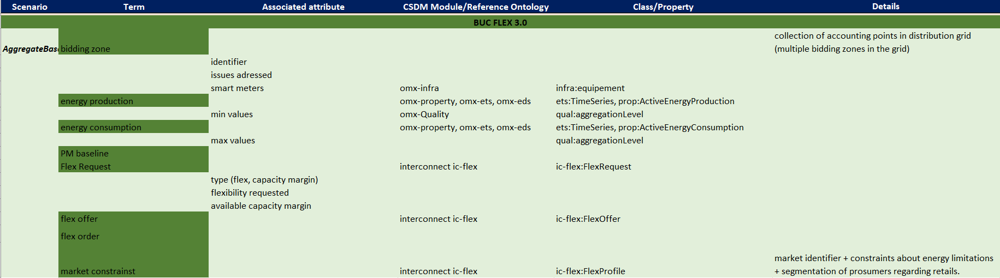 Scenario Term Associated attribute CSDM Module/Reference Ontology Class/Property Details
BUC FLEX 3.0
collection of accounting points in distribution grid
AggregateBas bidding zone (multiple bidding zones in the grid)
identifier
issues adressed
smart meters omx-infra infra:equipement
energy production omx-property, omx-ets, omx-eds ets:TimeSeries, prop:ActiveEnergyProduction
min values omx-Quality qual:aggregationLevel
energy consumption omx-property, omx-ets, omx-eds ets:TimeSeries, prop:ActiveEnergyConsumption
max values qual:aggregationLevel
PM baseline
Flex Request interconnect ic-flex ic-flex:FlexRequest
type (flex, capacity margin)
flexibility requested
available capacity margin
flex offer interconnect ic-flex ic-flex:FlexOffer
flex order
market identifier + constraints about energy limitations
market constrainst interconnect ic-flex ic-flex:FlexProfile + segmentation of prosumers regarding retails.